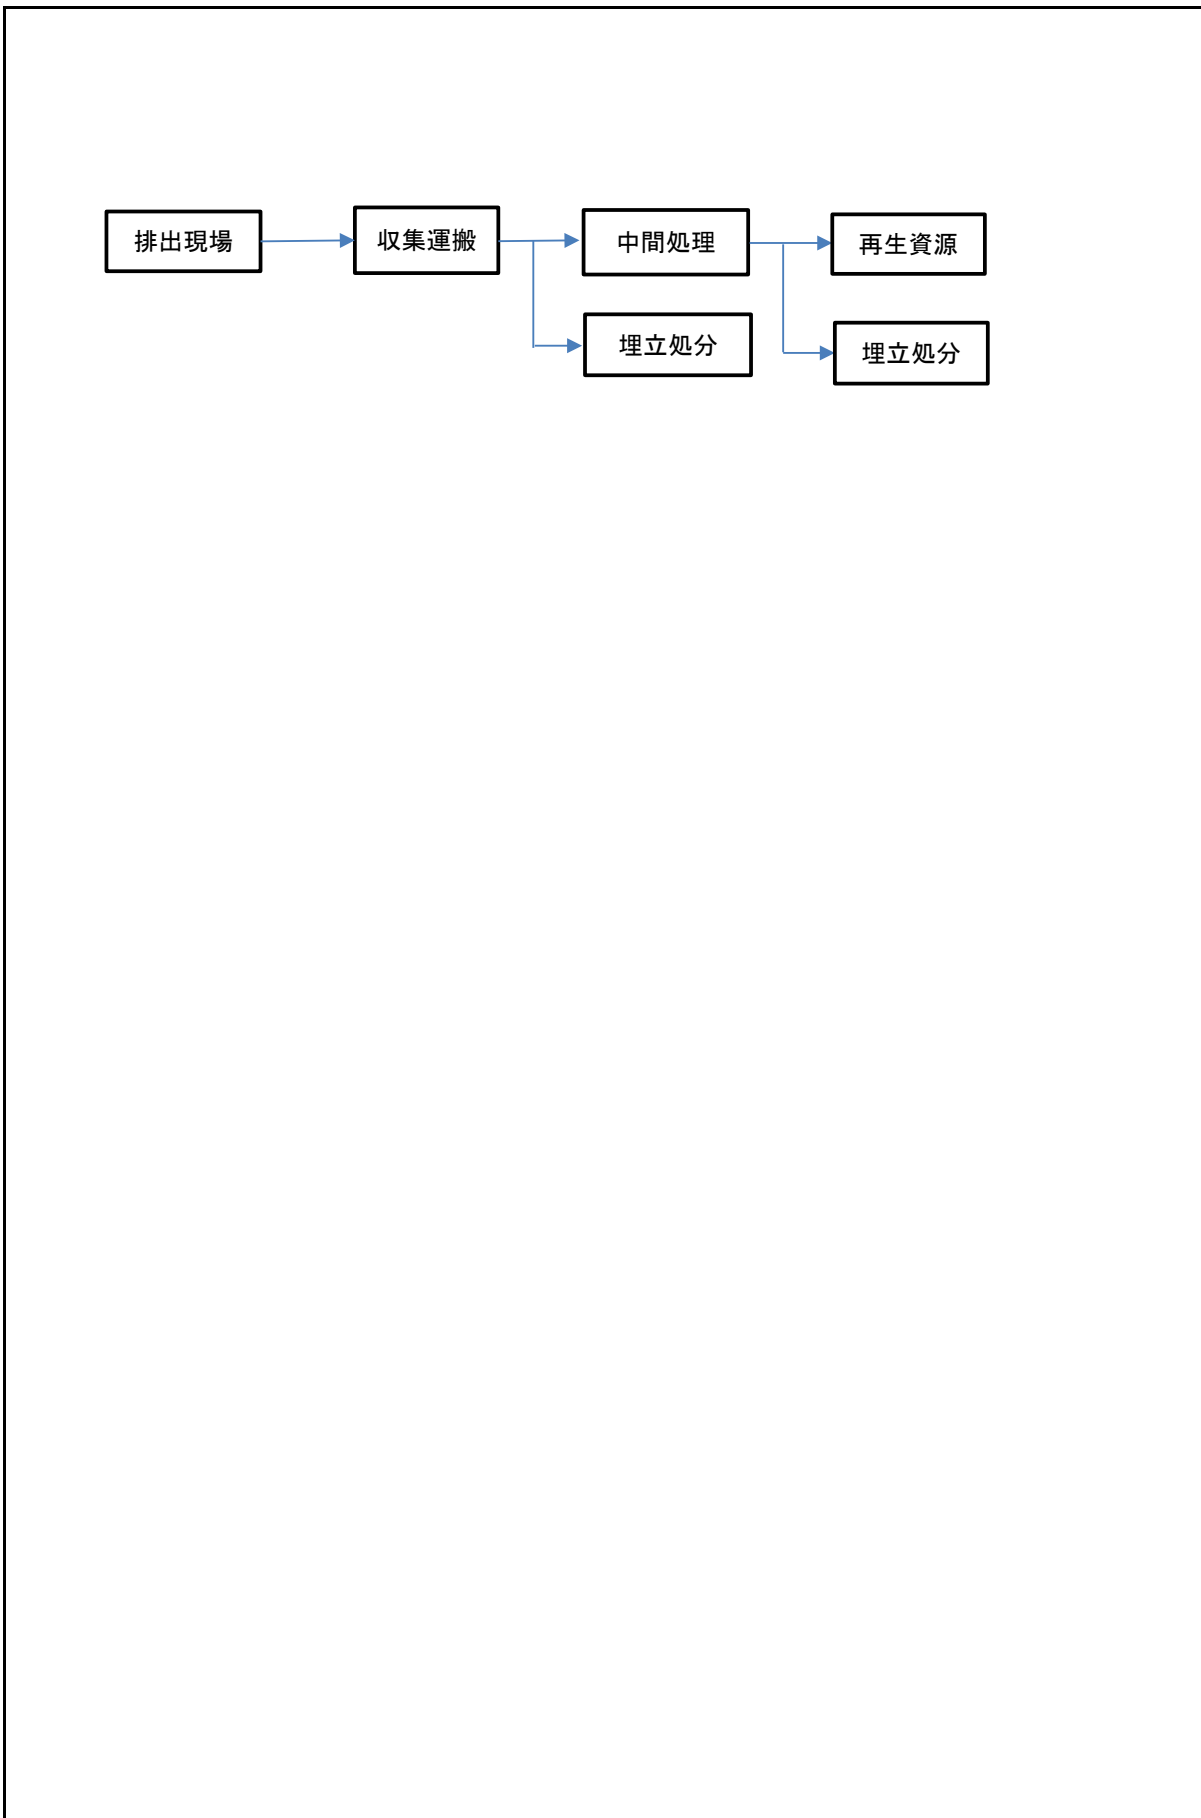 排出現場
収集運搬
中間処理
再生資源
埋立処分
埋立処分